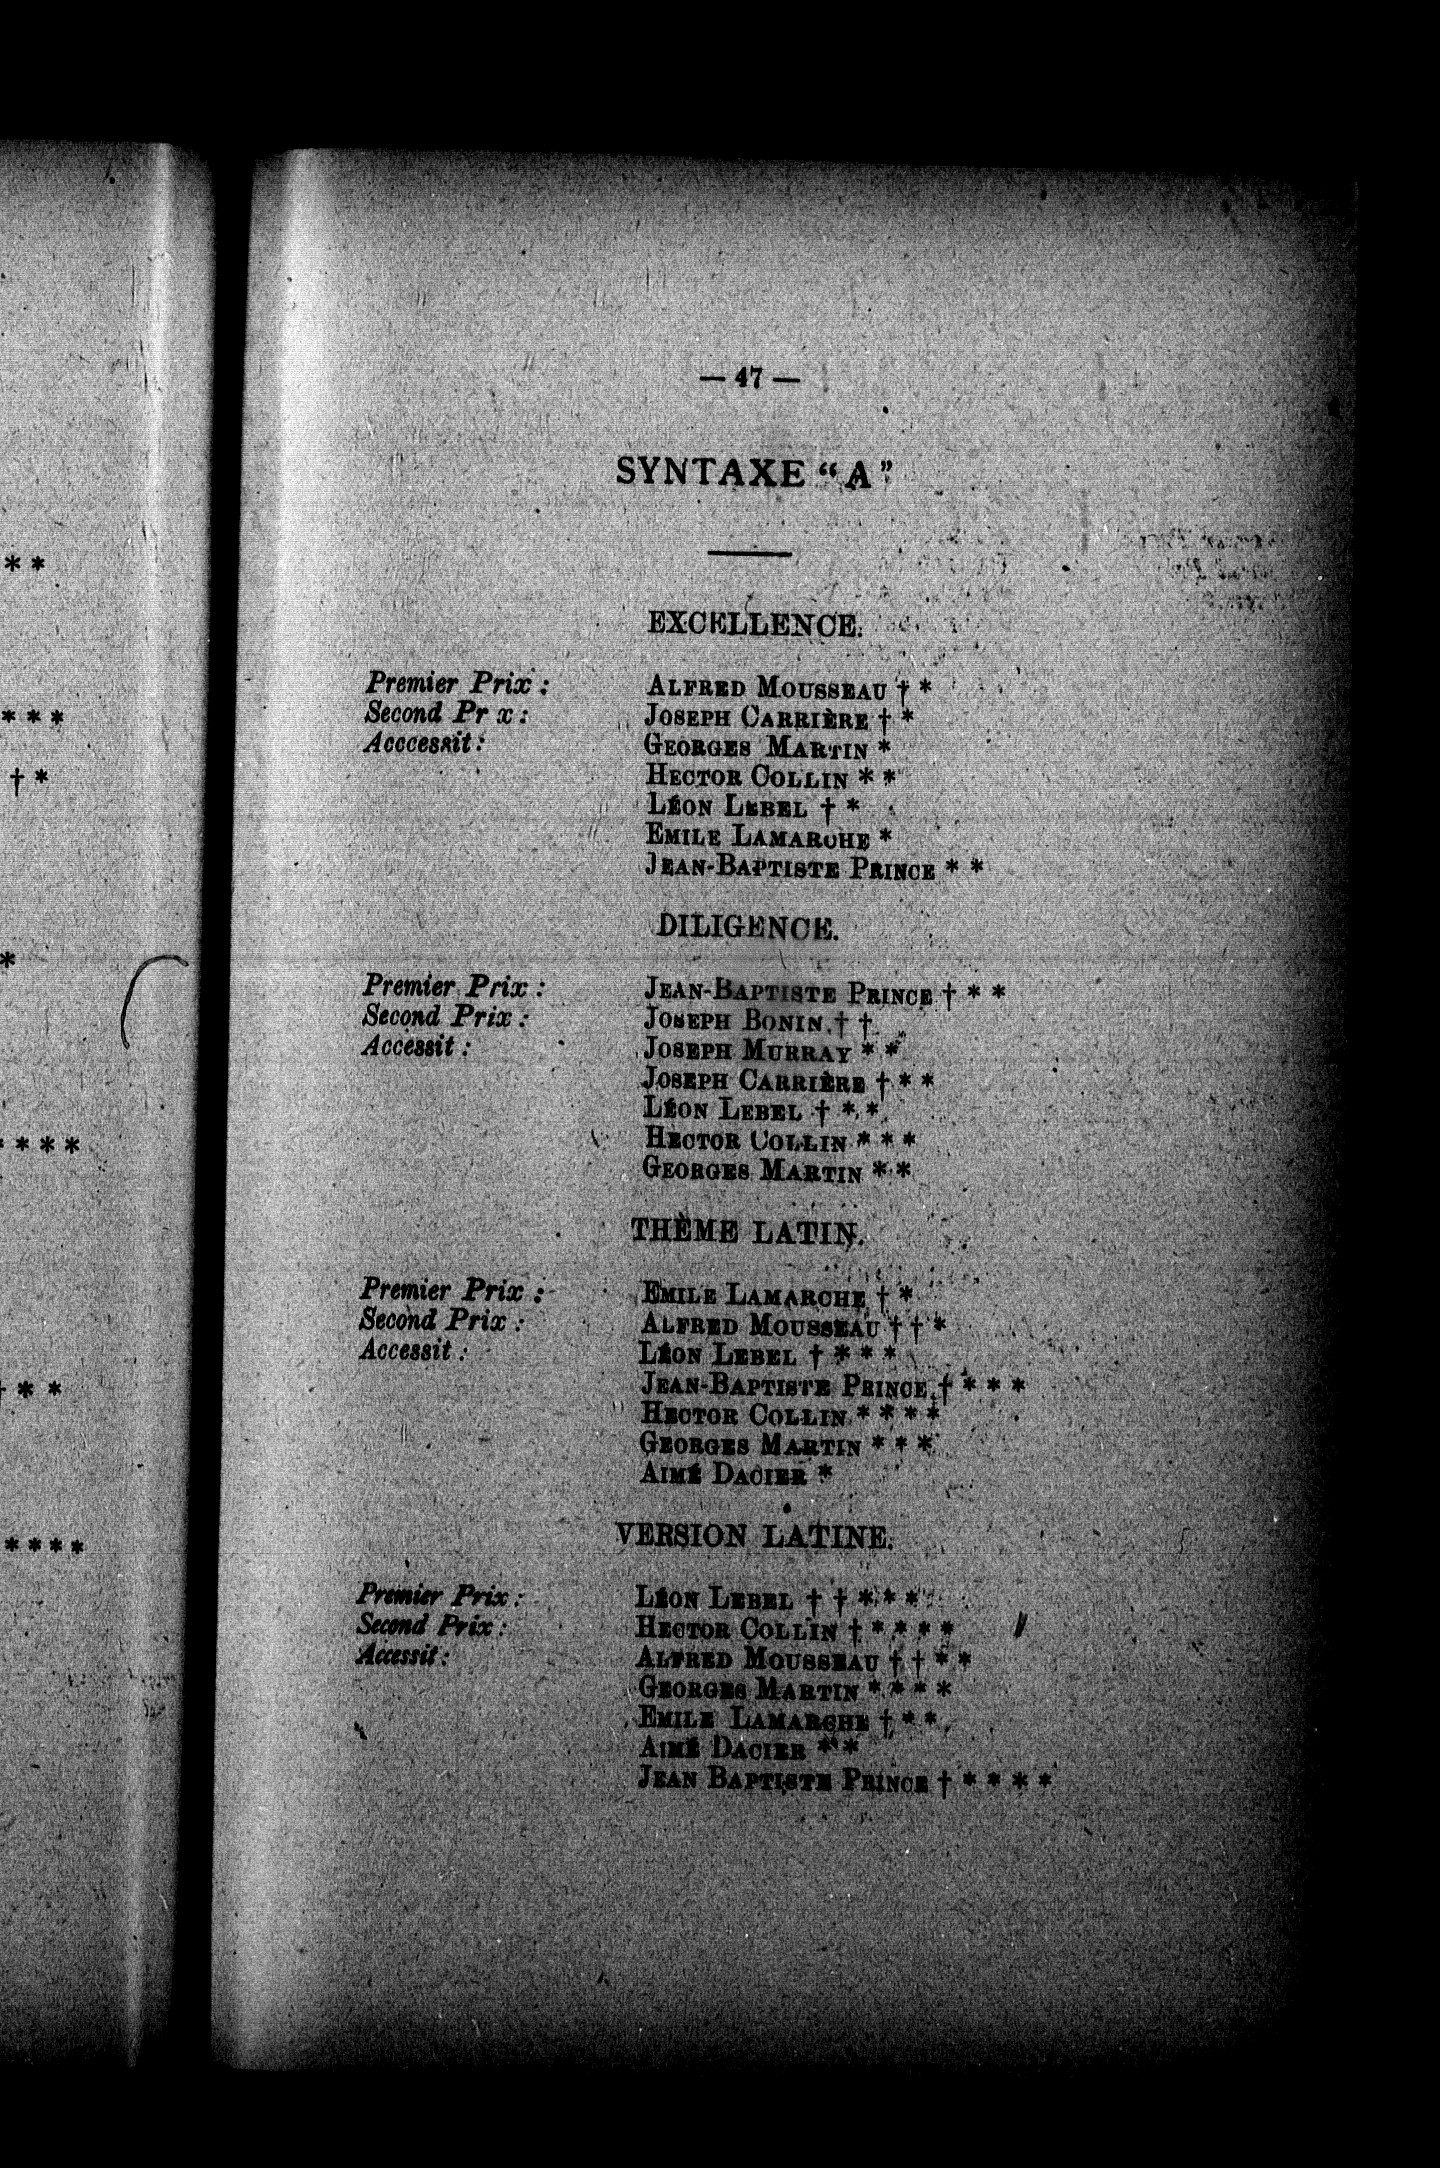 — 47 —
SYNTAXE “A”
EXCELLENCE.
Premier Prix : ALFRED MOUSSEAU † *
Second Pr x : JOSEPH CARRIÈRE † *
Acccessit : GEORGES MARTIN *
HECTOR COLLIN * *
LÉON LEBEL † *
EMILE LAMARCHE *
JEAN-BAPTISTE PRINCE * *
DILIGENCE.
Premier Prix : JEAN-BAPTISTE PRINCE † * *
Second Prix : JOSEPH BONIN † †
Accessit : JOSEPH MURRAY * *
JOSEPH CARRIÈRE † * *
LÉON LEBEL † * *
HECTOR COLLIN * * *
GEORGES MARTIN * *
THÈME LATIN.
Premier Prix : EMILE LAMARCHE † *
Second Prix : ALFRED MOUSSEAU † † *
Accessit : LÉON LEBEL † * * *
JEAN-BAPTISTE PRINCE † * * *
HECTOR COLLIN * * * *
GEORGES MARTIN * * *
AIMÉ DACIER *
VERSION LATINE.
Premier Prix : LÉON LEBEL † † * * *
Second Prix : HECTOR COLLIN † * * * *
Accessit : ALFRED MOUSSEAU † † * *
GEORGES MARTIN * * * *
EMILE LAMARCHE † * *
AIMÉ DACIER * *
JEAN BAPTISTE PRINCE † * * * *